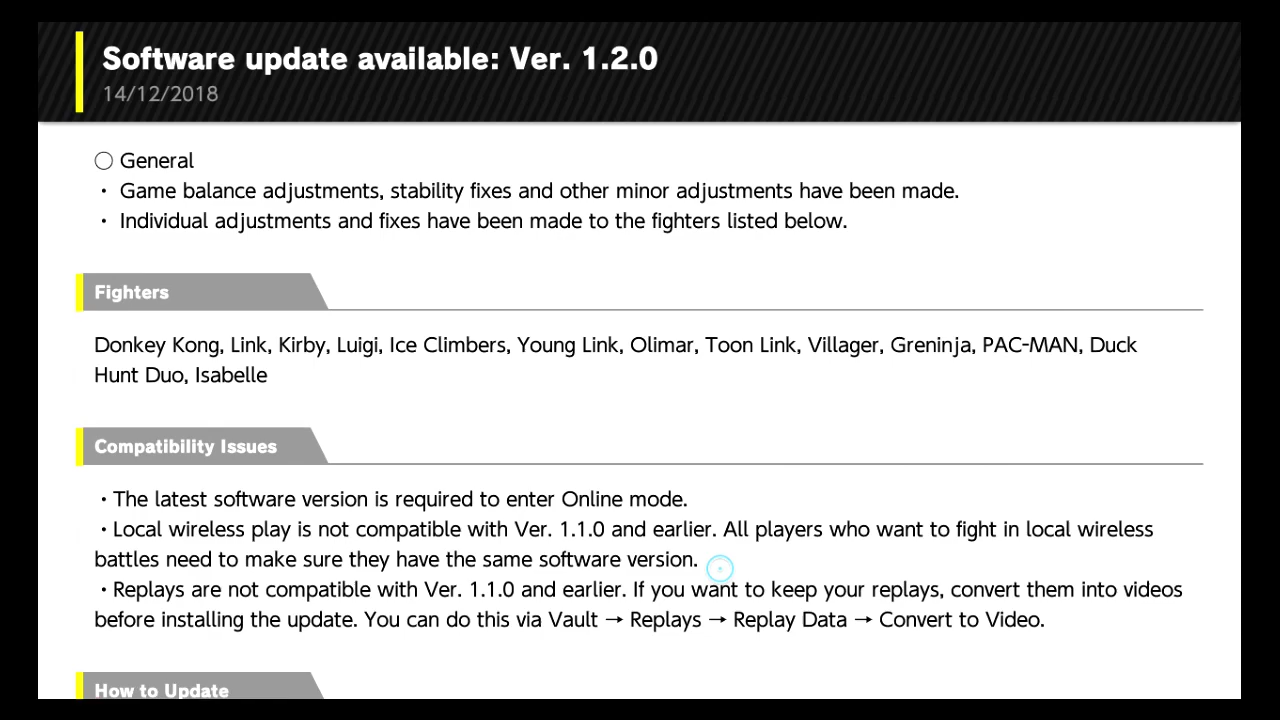 Software update available: Ver. 1.2.0
14/12/2018
○ General
・ Game balance adjustments, stability fixes and other minor adjustments have been made.
・ Individual adjustments and fixes have been made to the fighters listed below.
Fighters
Donkey Kong, Link, Kirby, Luigi, Ice Climbers, Young Link, Olimar, Toon Link, Villager, Greninja, PAC-MAN, Duck
Hunt Duo, Isabelle
Compatibility Issues
・The latest software version is required to enter Online mode.
・Local wireless play is not compatible with Ver. 1.1.0 and earlier. All players who want to fight in local wireless
battles need to make sure they have the same software version.
・Replays are not compatible with Ver. 1.1.0 and earlier. If you want to keep your replays, convert them into videos
before installing the update. You can do this via Vault → Replays → Replay Data → Convert to Video.
How to Update